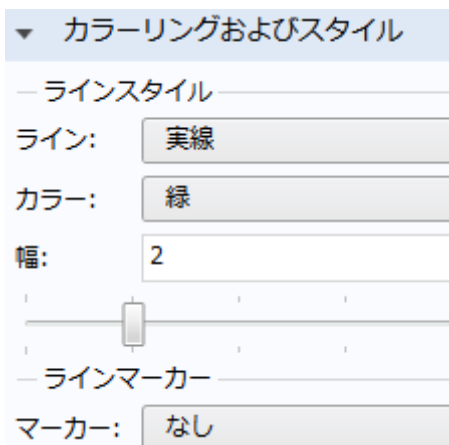 カラーリングおよびスタイル
ラインスタイル
ライン: 実線
カラー: 緑
幅: 2
ラインマーカー
マーカー: なし